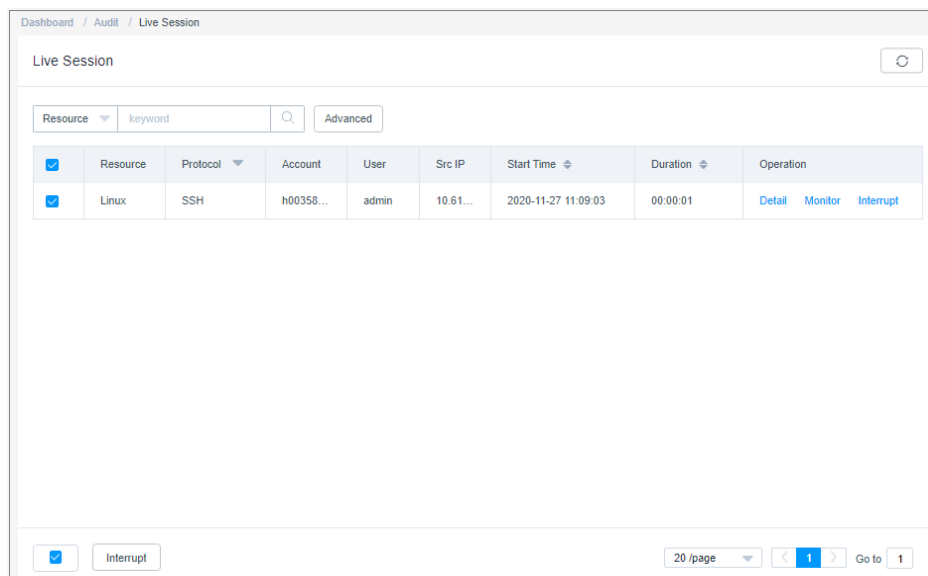 Dashboard / Audit / Live Session
Live Session
Resource keyword Advanced
Resource Protocol Account User Src IP Start Time Duration Operation
Linux SSH h00358... admin 10.61... 2020-11-27 11:09:03 00:00:01 Detail Monitor Interrupt
Interrupt 20 /page 1 Go to 1